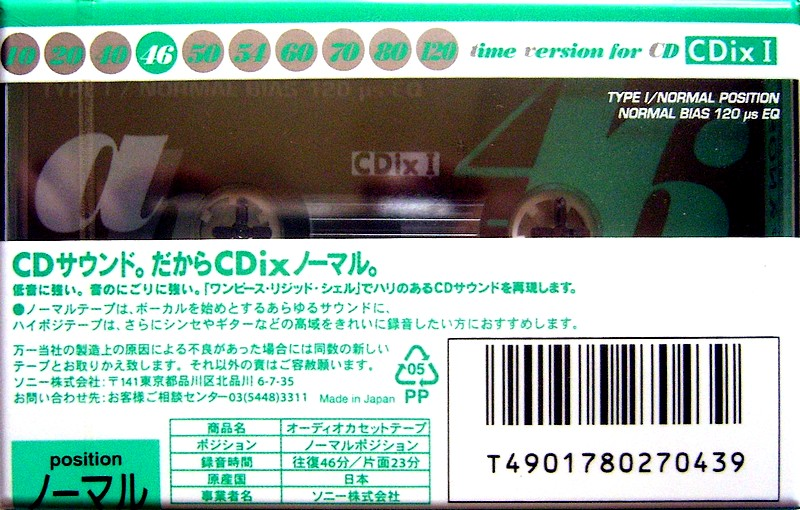 10 20 40 46 50 54 60 70 80 120 time version for CD CDix I
TYPE I/NORMAL BIAS 120 μs EQ
TYPE I/NORMAL POSITION
NORMAL BIAS 120 µs EQ
a
CDix I
46
CDサウンド。だからCDixノーマル。
低音に強い。音のにごりに強い。「ワンピース・リジッド・シェル」でハリのあるCDサウンドを再現します。
●ノーマルテープは、ボーカルを始めとするあらゆるサウンドに、
ハイポジテープは、さらにシンセやギターなどの高域をきれいに録音したい方におすすめします。
万一当社の製造上の原因による不良があった場合には同数の新しい
テープとお取りかえ致します。それ以外の責はご容赦願います。
ソニー株式会社:〒141東京都品川区北品川 6-7-35
お問い合わせ先:お客様ご相談センター03(5448)3311 Made in Japan
05
PP
position
ノーマル
商品名 オーディオカセットテープ
ポジション ノーマルポジション
録音時間 往復46分/片面23分
原産国 日本
事業者名 ソニー株式会社
T4901780270439